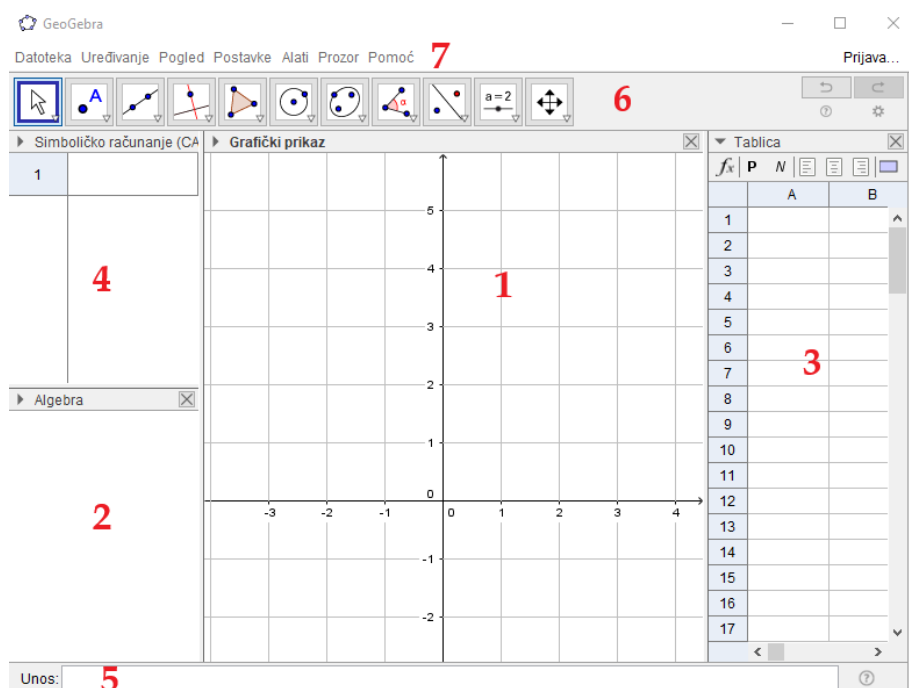 GeoGebra
Datoteka Uređivanje Pogled Postavke Alati Prozor Pomoć 7 Prijava...
A α a=2 6
Simboličko računanje (CA
Grafički prikaz
Tablica
fx P N
1
A B
1
2
3
4
5
6
7
8
9
10
11
12
13
14
15
16
17
4
1
3
5
4
3
2
1
0
-1
-2
-3 -2 -1 0 1 2 3 4
Algebra
2
Unos: 5